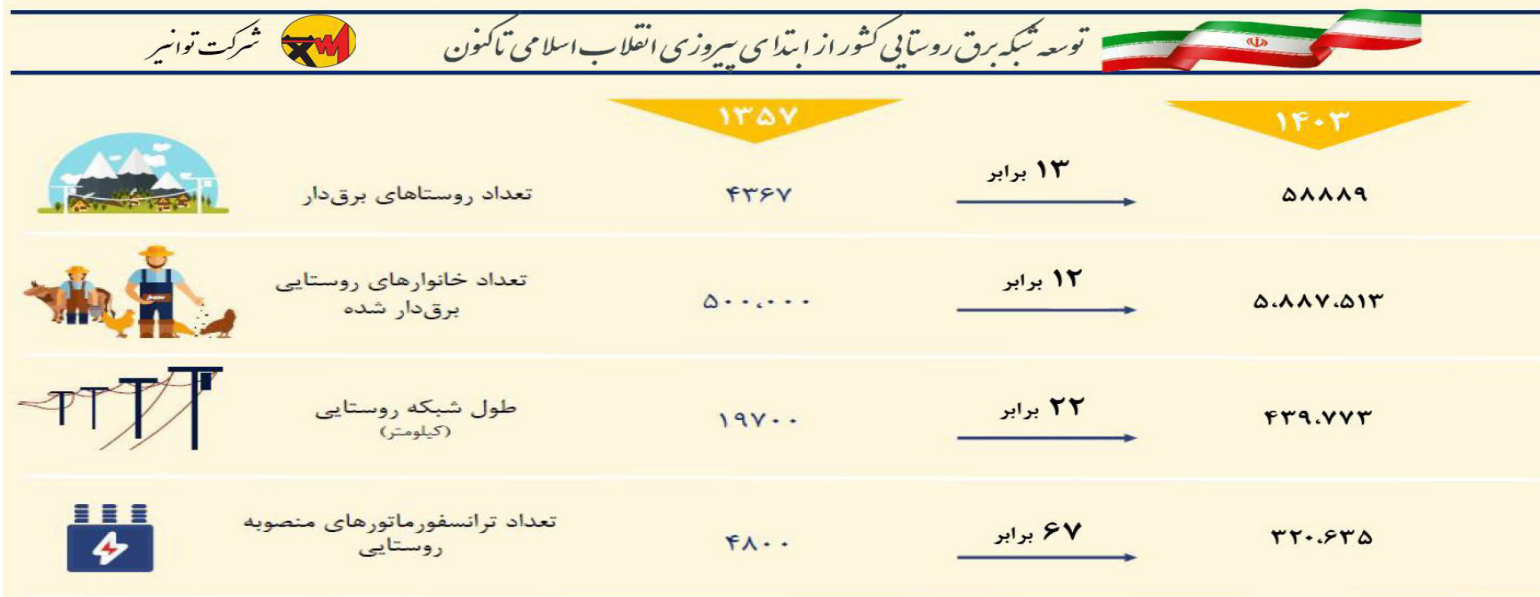 توسعه شبکه برق روستایی کشور از ابتدای پیروزی انقلاب اسلامی تاکنون
شرکت توانیر
۱۴۰۳
۱۳۵۷
تعداد روستاهای برق‌دار
۴۳۶۷
۱۳ برابر
۵۸۸۸۹
تعداد خانوارهای روستایی
برق‌دار شده
۵۰۰،۰۰۰
۱۲ برابر
۵،۸۸۷،۵۱۳
طول شبکه روستایی
(کیلومتر)
۱۹۷۰۰
۲۲ برابر
۴۳۹،۷۷۳
تعداد ترانسفورماتورهای منصوبه
روستایی
۴۸۰۰
۶۷ برابر
۳۲۰،۶۳۵